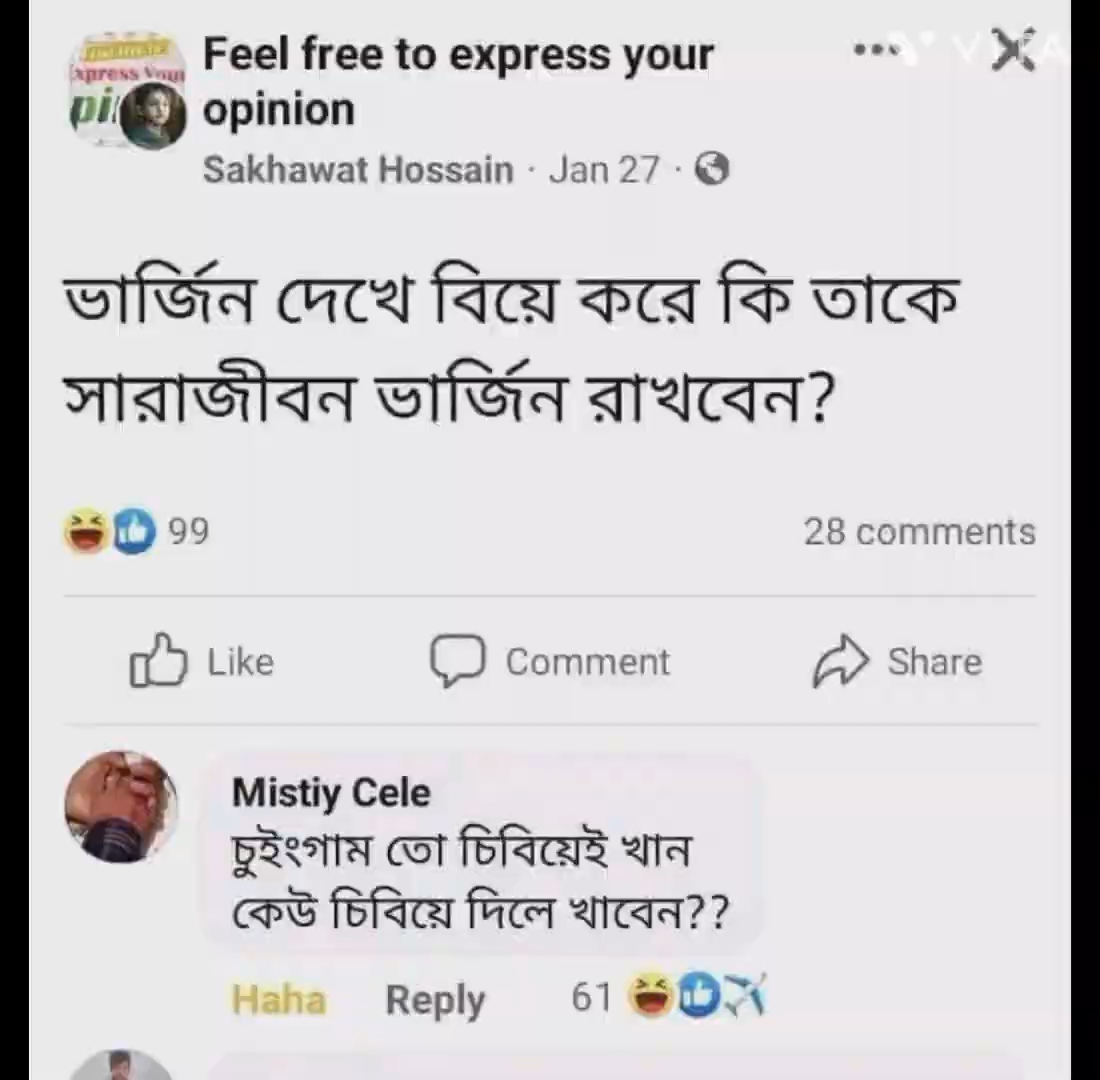 Feel free to express your
opinion
Sakhawat Hossain · Jan 27 ·
ভার্জিন দেখে বিয়ে করে কি তাকে
সারাজীবন ভার্জিন রাখবেন?
99
28 comments
Like
Comment
Share
Mistiy Cele
চুইংগাম তো চিবিয়েই খান
কেউ চিবিয়ে দিলে খাবেন??
Haha Reply 61